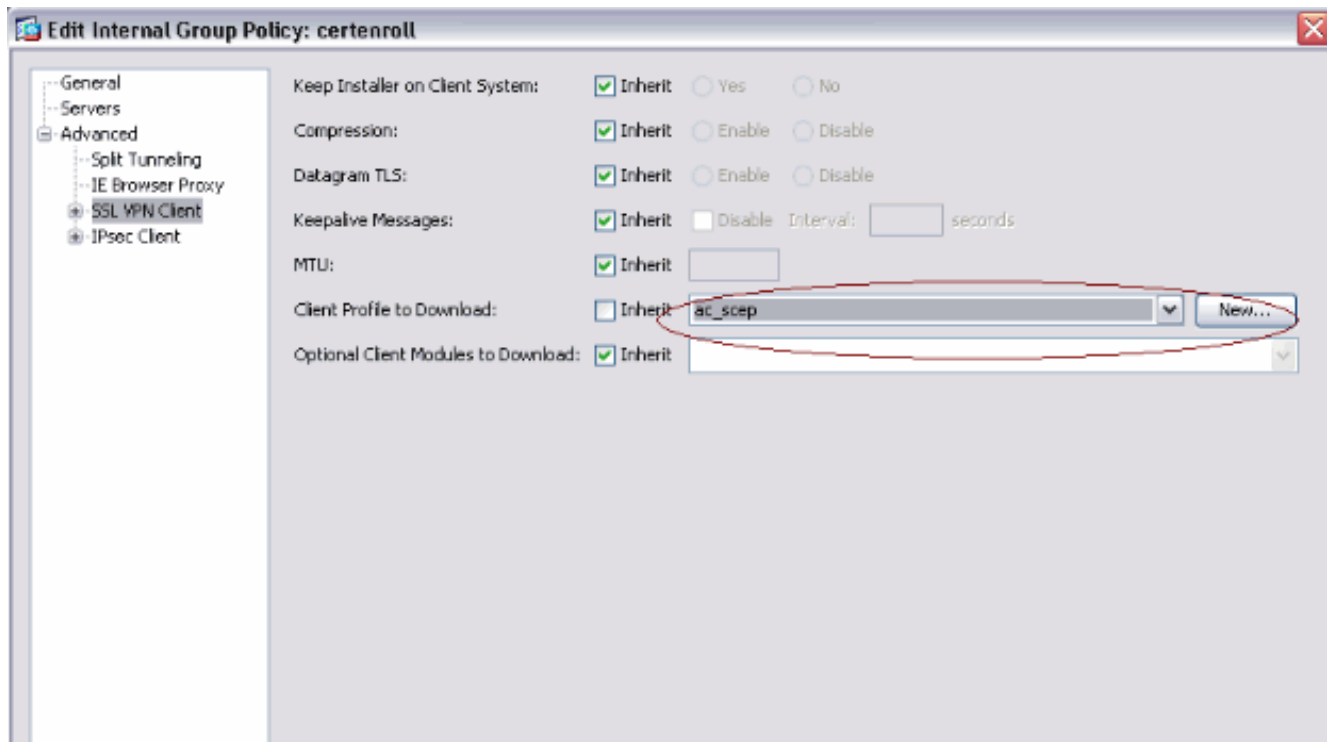 Edit Internal Group Policy: certenroll
General
Servers
Advanced
Split Tunneling
IE Browser Proxy
SSL VPN Client
IPsec Client
Keep Installer on Client System: Inherit Yes No
Compression: Inherit Enable Disable
Datagram TLS: Inherit Enable Disable
Keepalive Messages: Inherit Disable Interval: seconds
MTU: Inherit
Client Profile to Download: Inherit ac_scep New...
Optional Client Modules to Download: Inherit